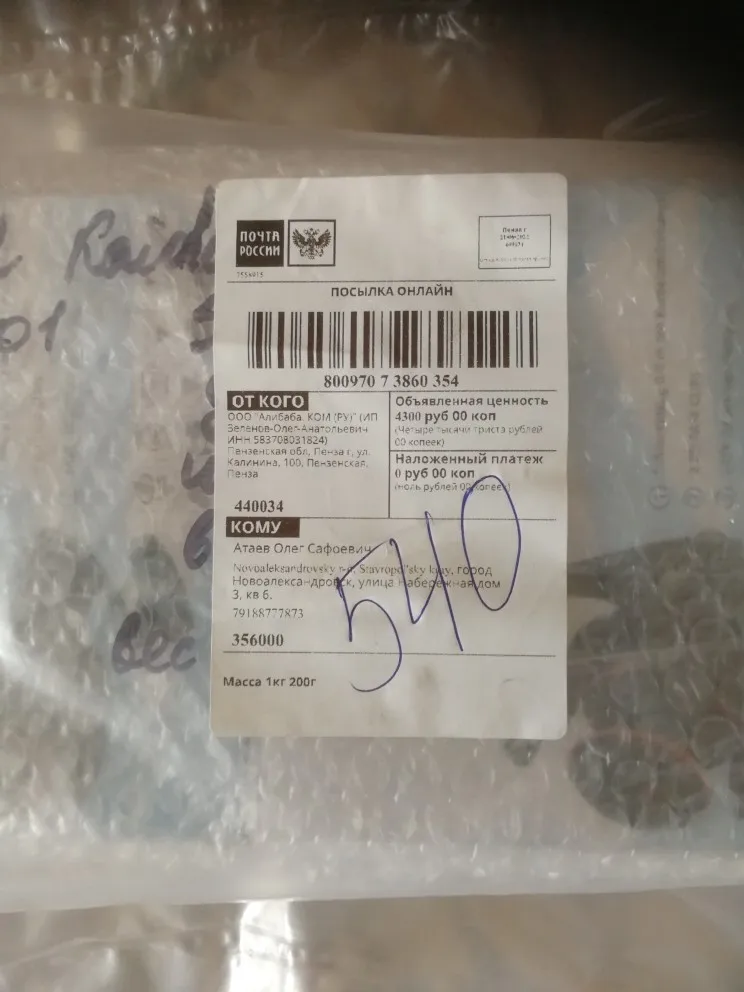 ПОЧТА
РОССИИ
ПОСЫЛКА ОНЛАЙН
800970 7 3860 354
ОТ КОГО
ООО "Алибаба. КОМ (РУ)" (ИП
Зеленов-Олег-Анатольевич
ИНН 583708031824)
Пензенская обл, Пенза г, ул.
Калинина, 100, Пензенская,
Пенза
440034
Объявленная ценность
4300 руб 00 коп
(Четыре тысячи триста рублей
00 копеек)
Наложенный платеж
0 руб 00 коп
(ноль рублей 00 копеек)
КОМУ
Атаев Олег Сафоевич
Novoaleksandrovsky r-n, Stavropol'sky kray, город
Новоалександровск, улица Набережная, дом
3, кв 6.
79188777873
356000
Масса 1кг 200г
540
01
вес